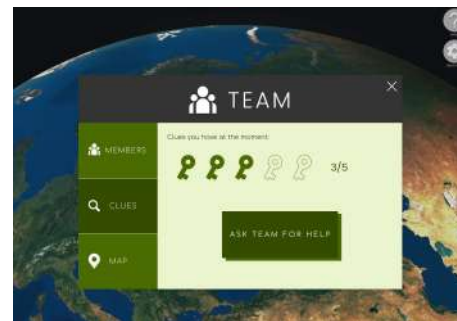 TEAM
MEMBERS
CLUES
MAP
Clues you have at the moment:
3/5
ASK TEAM FOR HELP